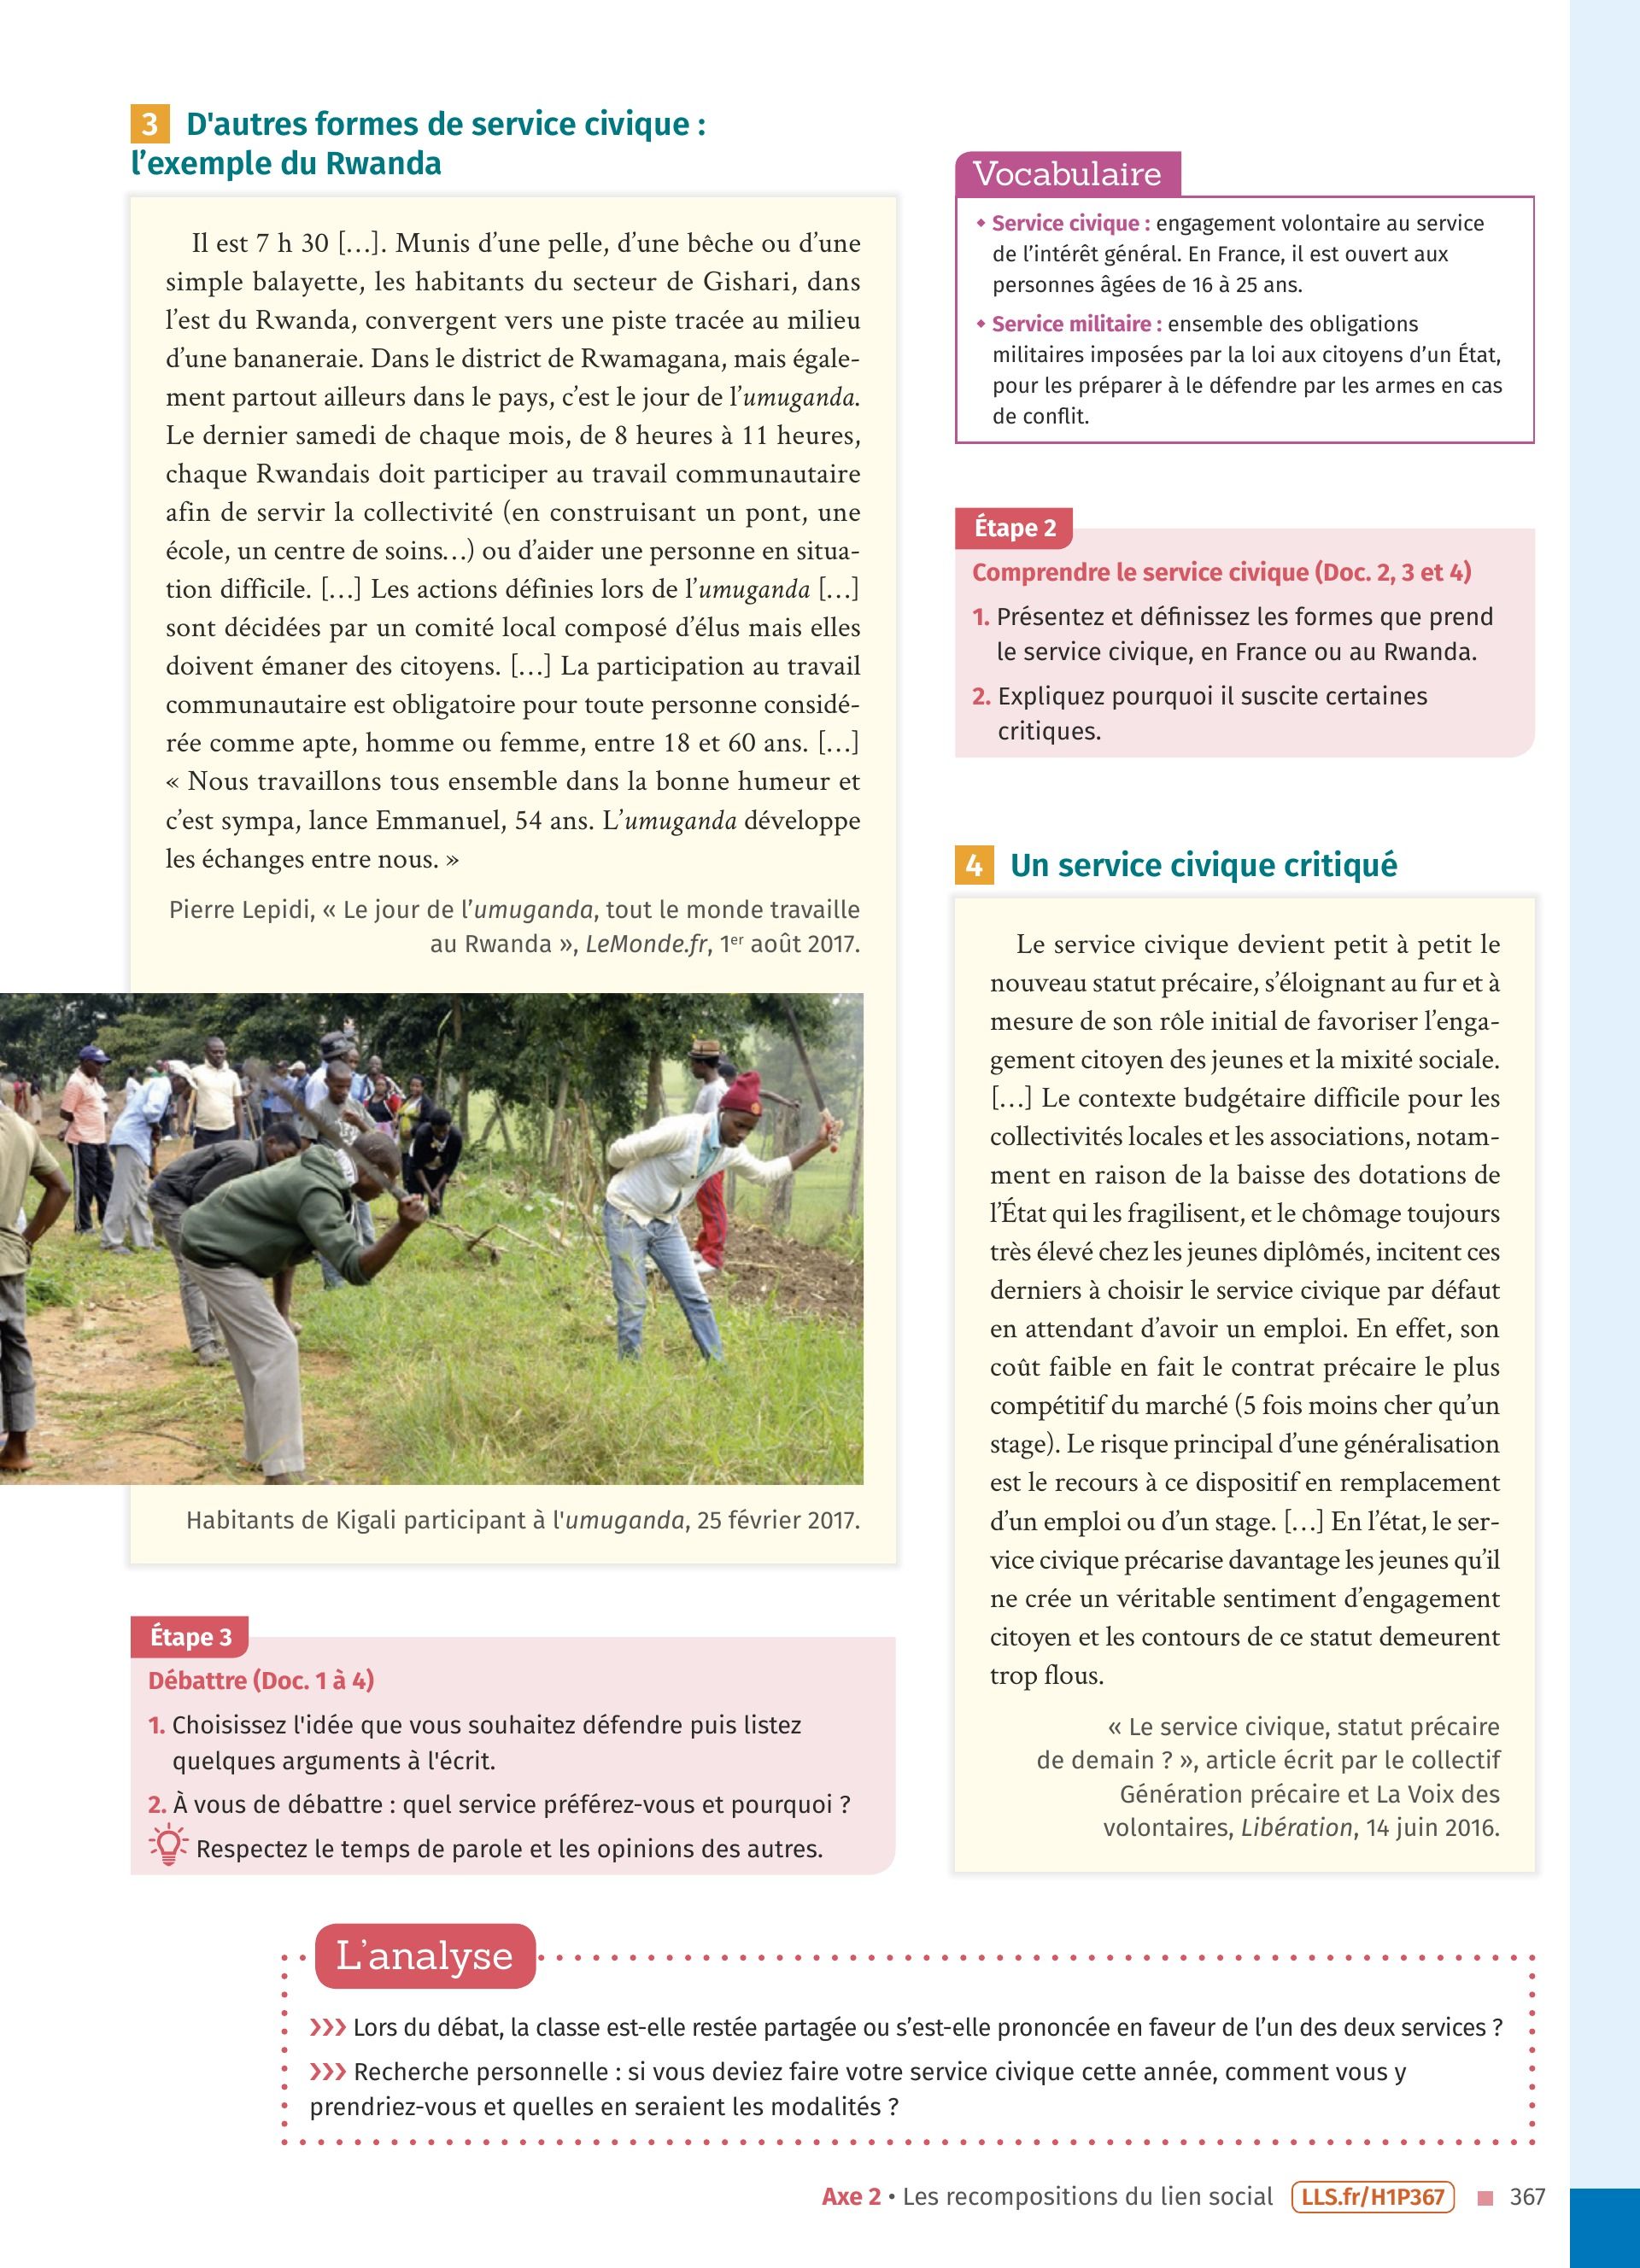 3 D'autres formes de service civique :
l’exemple du Rwanda
Il est 7 h 30 […]. Munis d’une pelle, d’une bêche ou d’une
simple balayette, les habitants du secteur de Gishari, dans
l’est du Rwanda, convergent vers une piste tracée au milieu
d’une bananeraie. Dans le district de Rwamagana, mais égale-
ment partout ailleurs dans le pays, c’est le jour de l’umuganda.
Le dernier samedi de chaque mois, de 8 heures à 11 heures,
chaque Rwandais doit participer au travail communautaire
afin de servir la collectivité (en construisant un pont, une
école, un centre de soins…) ou d’aider une personne en situa-
tion difficile. […] Les actions définies lors de l’umuganda […]
sont décidées par un comité local composé d’élus mais elles
doivent émaner des citoyens. […] La participation au travail
communautaire est obligatoire pour toute personne considé-
rée comme apte, homme ou femme, entre 18 et 60 ans. […]
« Nous travaillons tous ensemble dans la bonne humeur et
c’est sympa, lance Emmanuel, 54 ans. L’umuganda développe
les échanges entre nous. »
Pierre Lepidi, « Le jour de l’umuganda, tout le monde travaille
au Rwanda », LeMonde.fr, 1er août 2017.
Habitants de Kigali participant à l'umuganda, 25 février 2017.
Étape 3
Débattre (Doc. 1 à 4)
1. Choisissez l'idée que vous souhaitez défendre puis listez
quelques arguments à l'écrit.
2. À vous de débattre : quel service préférez-vous et pourquoi ?
Respectez le temps de parole et les opinions des autres.
Vocabulaire
Service civique : engagement volontaire au service
de l’intérêt général. En France, il est ouvert aux
personnes âgées de 16 à 25 ans.
Service militaire : ensemble des obligations
militaires imposées par la loi aux citoyens d’un État,
pour les préparer à le défendre par les armes en cas
de conflit.
Étape 2
Comprendre le service civique (Doc. 2, 3 et 4)
1. Présentez et définissez les formes que prend
le service civique, en France ou au Rwanda.
2. Expliquez pourquoi il suscite certaines
critiques.
4 Un service civique critiqué
Le service civique devient petit à petit le
nouveau statut précaire, s’éloignant au fur et à
mesure de son rôle initial de favoriser l’enga-
gement citoyen des jeunes et la mixité sociale.
[…] Le contexte budgétaire difficile pour les
collectivités locales et les associations, notam-
ment en raison de la baisse des dotations de
l’État qui les fragilisent, et le chômage toujours
très élevé chez les jeunes diplômés, incitent ces
derniers à choisir le service civique par défaut
en attendant d’avoir un emploi. En effet, son
coût faible en fait le contrat précaire le plus
compétitif du marché (5 fois moins cher qu’un
stage). Le risque principal d’une généralisation
est le recours à ce dispositif en remplacement
d’un emploi ou d’un stage. […] En l’état, le ser-
vice civique précarise davantage les jeunes qu’il
ne crée un véritable sentiment d’engagement
citoyen et les contours de ce statut demeurent
trop flous.
« Le service civique, statut précaire
de demain ? », article écrit par le collectif
Génération précaire et La Voix des
volontaires, Libération, 14 juin 2016.
L’analyse
Lors du débat, la classe est-elle restée partagée ou s’est-elle prononcée en faveur de l’un des deux services ?
Recherche personnelle : si vous deviez faire votre service civique cette année, comment vous y
prendriez-vous et quelles en seraient les modalités ?
Axe 2 • Les recompositions du lien social LLS.fr/H1P367 367